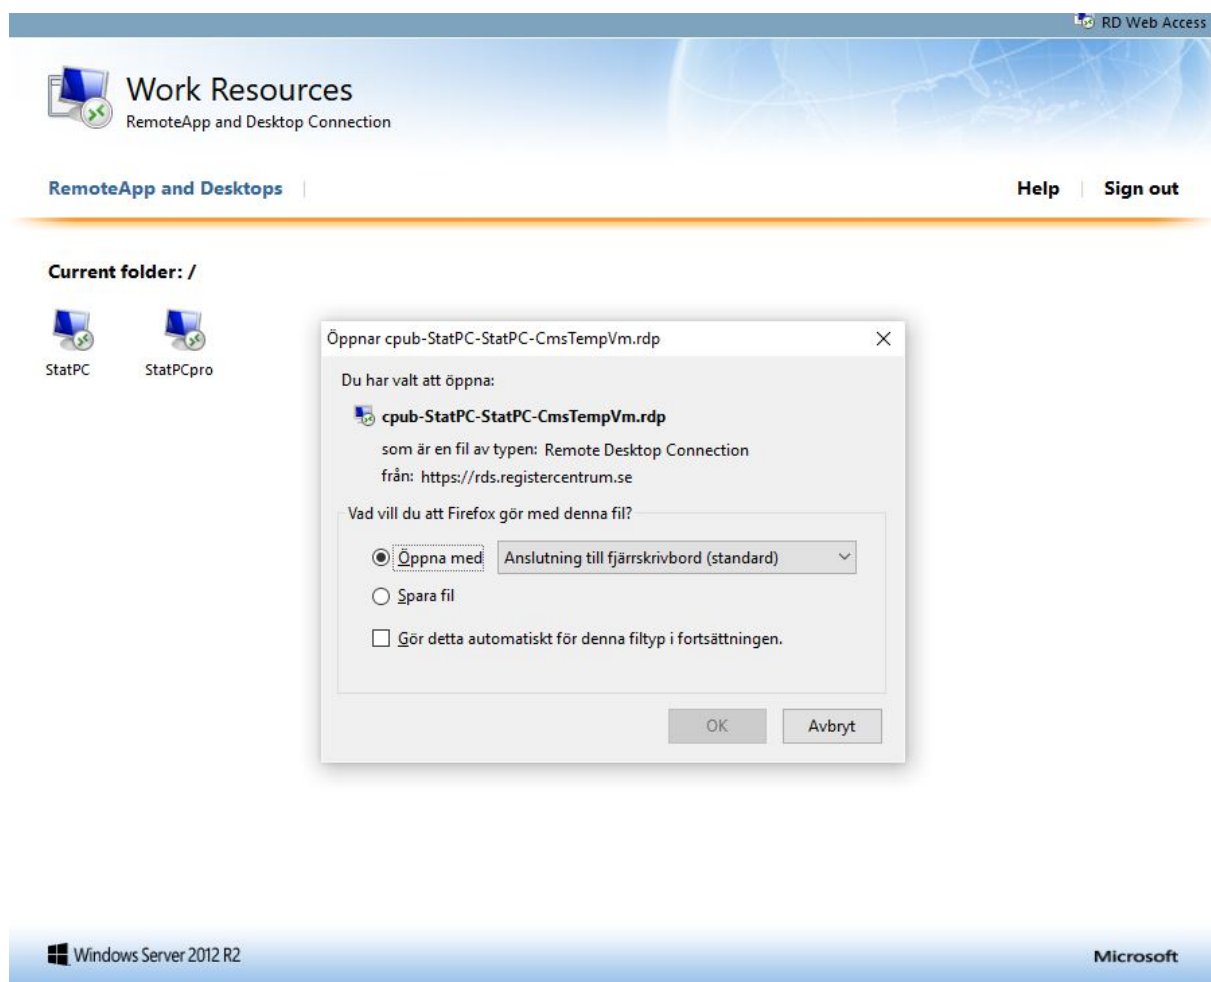 RD Web Access
Work Resources
RemoteApp and Desktop Connection
RemoteApp and Desktops
Help
Sign out
Current folder: /
StatPC
StatPCpro
Öppnar cpub-StatPC-StatPC-CmsTempVm.rdp
Du har valt att öppna:
cpub-StatPC-StatPC-CmsTempVm.rdp
som är en fil av typen: Remote Desktop Connection
från: https://rds.registercentrum.se
Vad vill du att Firefox gör med denna fil?
Öppna med
Anslutning till fjärrskrivbord (standard)
Spara fil
Gör detta automatiskt för denna filtyp i fortsättningen.
OK
Avbryt
Windows Server 2012 R2
Microsoft